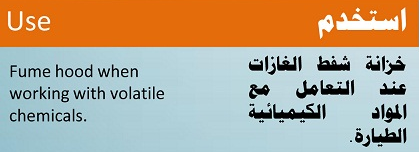 Use
استخدم
Fume hood when
working with volatile
chemicals.
خزانة شفط الغازات
عند التعامل مع
المواد الكيميائية
الطيارة.